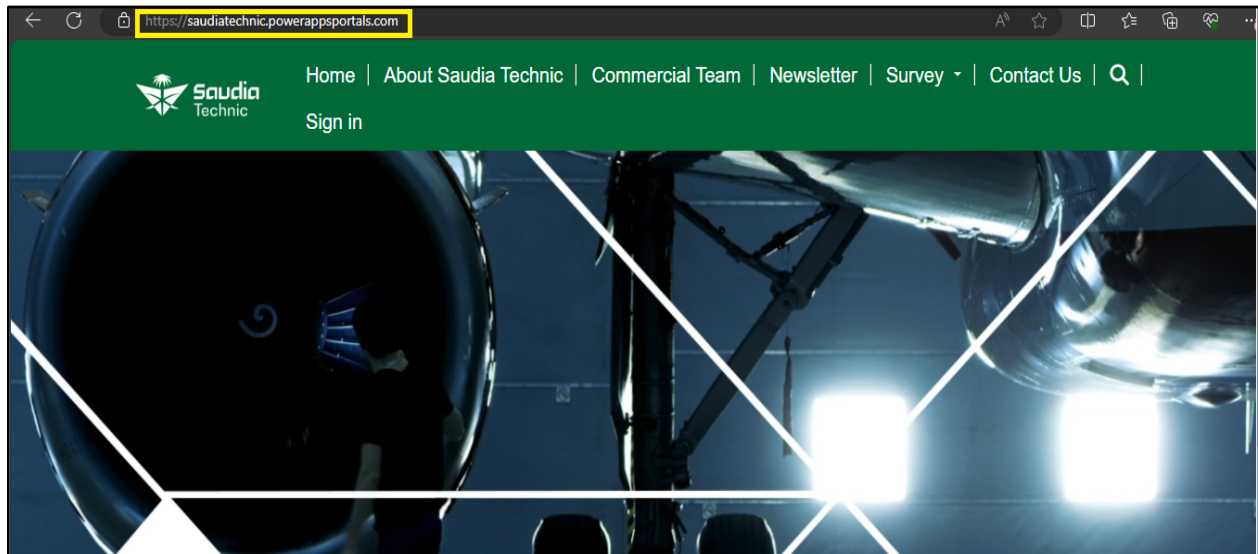 https://saudiatechnic.powerappsportals.com
Saudia
Technic
Home | About Saudia Technic | Commercial Team | Newsletter | Survey | Contact Us |
Sign in